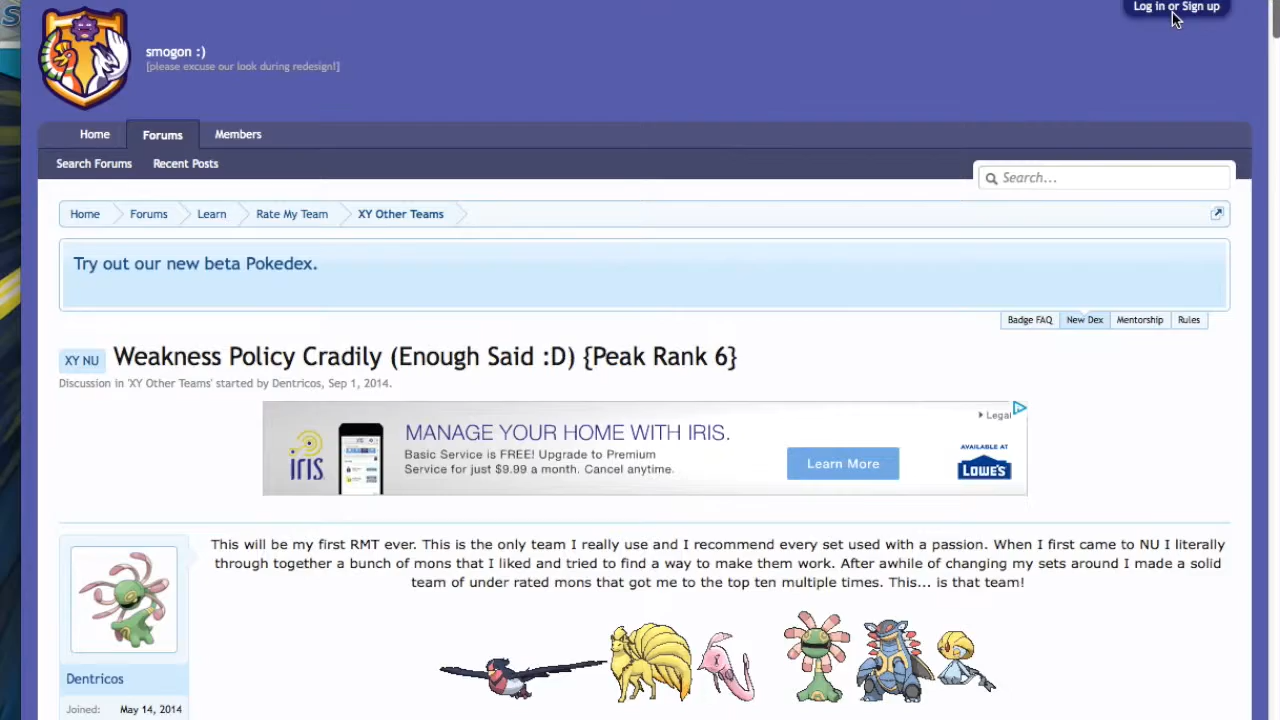 Log in or Sign up
smogon :)
[please excuse our look during redesign!]
Home Forums Members
Search Forums Recent Posts
Search...
Home Forums Learn Rate My Team XY Other Teams
Try out our new beta Pokedex.
Badge FAQ New Dex Mentorship Rules
XY NU Weakness Policy Cradily (Enough Said :D) {Peak Rank 6}
Discussion in 'XY Other Teams' started by Dentricos, Sep 1, 2014.
Legal
MANAGE YOUR HOME WITH IRIS.
Basic Service is FREE! Upgrade to Premium
Service for just $9.99 a month. Cancel anytime.
IRIS
Learn More
AVAILABLE AT
LOWE'S
This will be my first RMT ever. This is the only team I really use and I recommend every set used with a passion. When I first came to NU I literally
through together a bunch of mons that I liked and tried to find a way to make them work. After awhile of changing my sets around I made a solid
team of under rated mons that got me to the top ten multiple times. This... is that team!
Dentricos
Joined: May 14, 2014